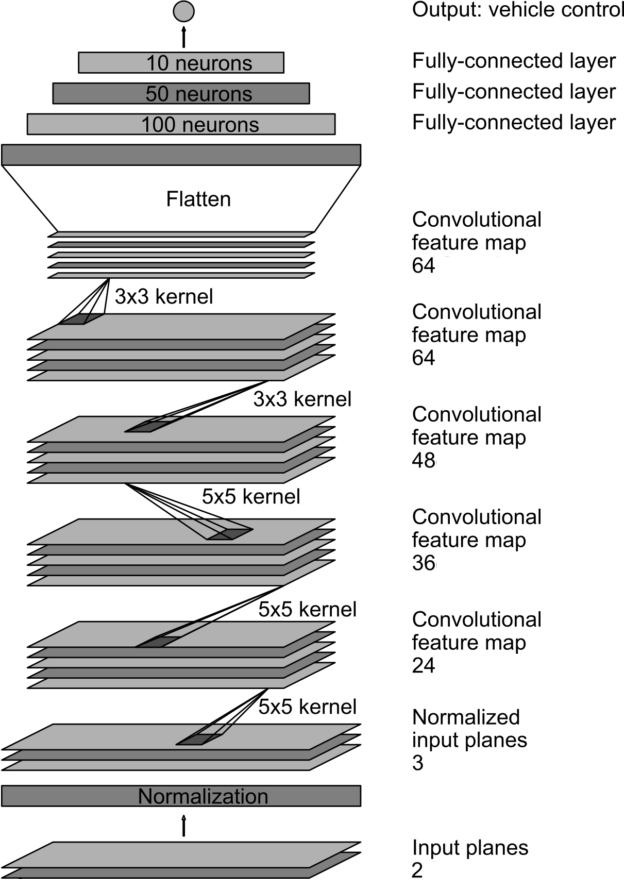 Output: vehicle control
10 neurons
Fully-connected layer
50 neurons
Fully-connected layer
100 neurons
Fully-connected layer
Flatten
Convolutional
feature map
64
3x3 kernel
Convolutional
feature map
64
3x3 kernel
Convolutional
feature map
48
5x5 kernel
Convolutional
feature map
36
5x5 kernel
Convolutional
feature map
24
5x5 kernel
Normalized
input planes
3
Normalization
Input planes
2